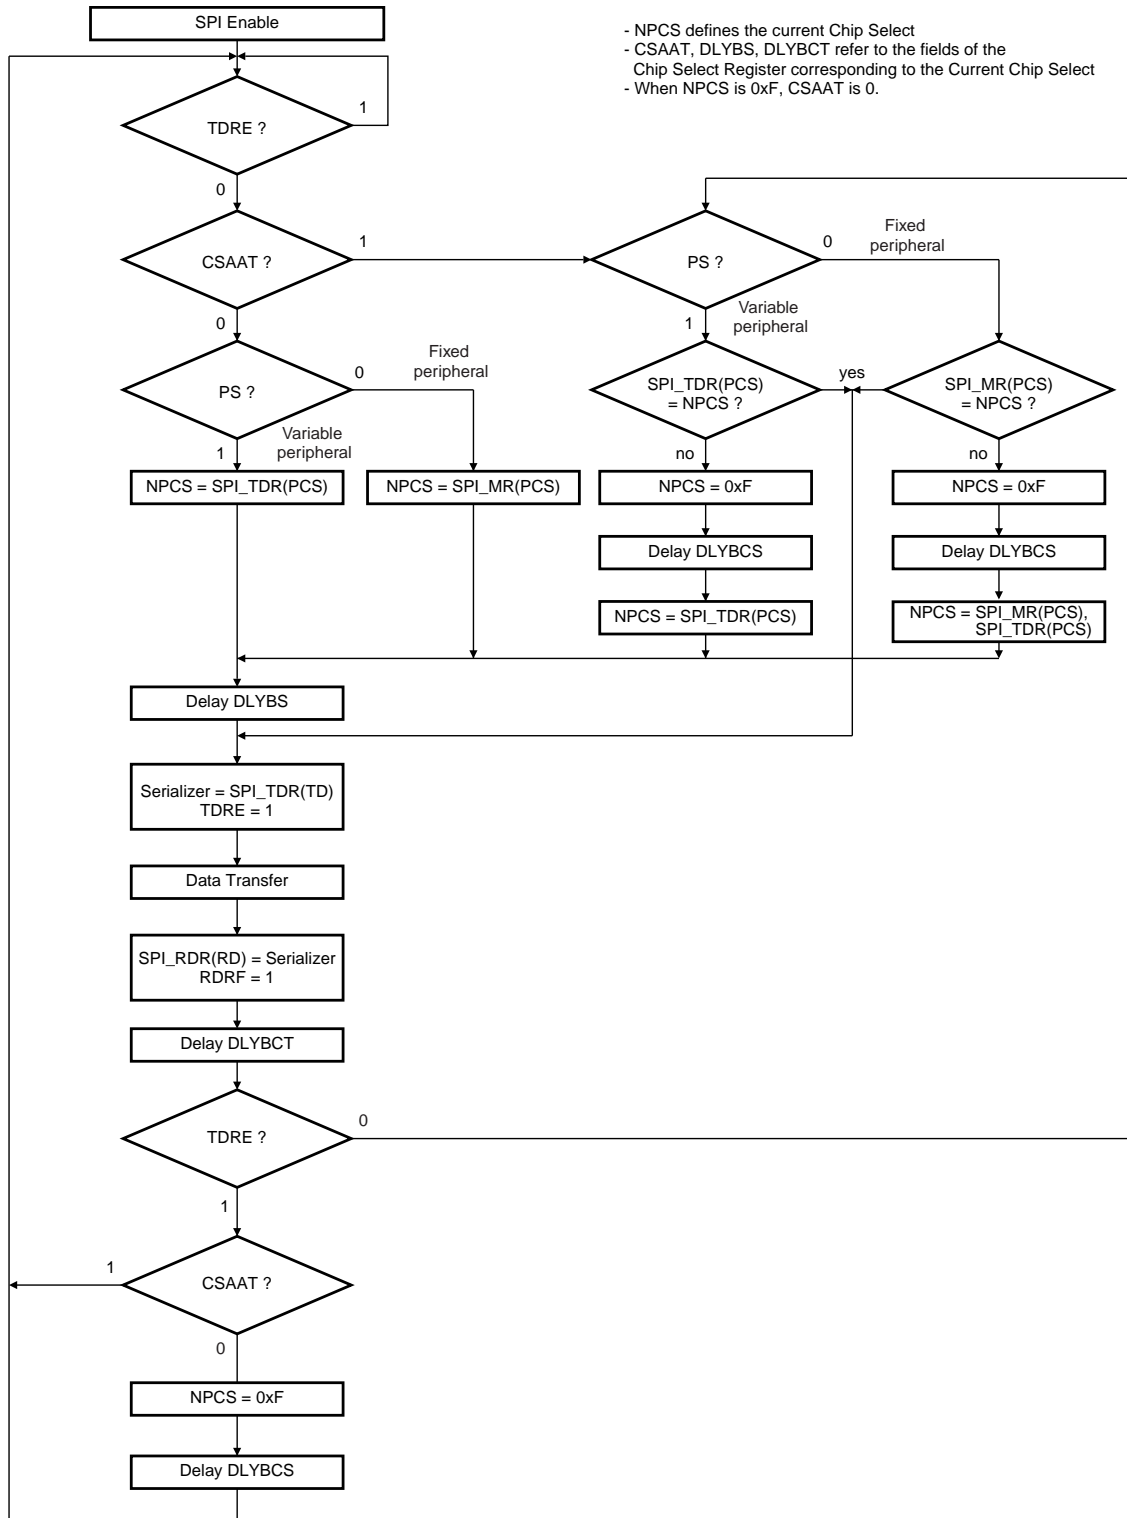 SPI Enable
- NPCS defines the current Chip Select
- CSAAT, DLYBS, DLYBCT refer to the fields of the
Chip Select Register corresponding to the Current Chip Select
- When NPCS is 0xF, CSAAT is 0.
1
TDRE ?
0
CSAAT ?
1
PS ?
0
Fixed
peripheral
0
1
Variable
peripheral
PS ?
0
Fixed
peripheral
1
Variable
peripheral
SPI_TDR(PCS)
= NPCS ?
yes
SPI_MR(PCS)
= NPCS ?
no
no
NPCS = SPI_TDR(PCS)
NPCS = SPI_MR(PCS)
NPCS = 0xF
NPCS = 0xF
Delay DLYBCS
Delay DLYBCS
NPCS = SPI_TDR(PCS)
NPCS = SPI_MR(PCS),
SPI_TDR(PCS)
Delay DLYBS
Serializer = SPI_TDR(TD)
TDRE = 1
Data Transfer
SPI_RDR(RD) = Serializer
RDRF = 1
Delay DLYBCT
TDRE ?
0
1
CSAAT ?
1
0
NPCS = 0xF
Delay DLYBCS